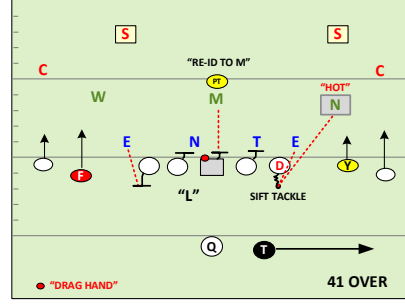 S S
"RE-ID TO M"
C C
PT
"HOT"
W M N
E N T E
D
F Y
"L" SIFT TACKLE
Q T
"DRAG HAND" 41 OVER